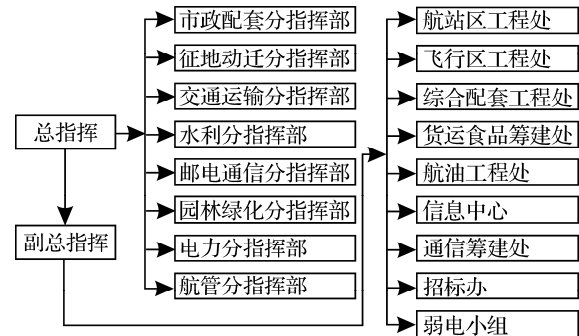 总指挥
副总指挥
市政配套分指挥部
征地动迁分指挥部
交通运输分指挥部
水利分指挥部
邮电通信分指挥部
园林绿化分指挥部
电力分指挥部
航管分指挥部
航站区工程处
飞行区工程处
综合配套工程处
货运食品筹建处
航油工程处
信息中心
通信筹建处
招标办
弱电小组